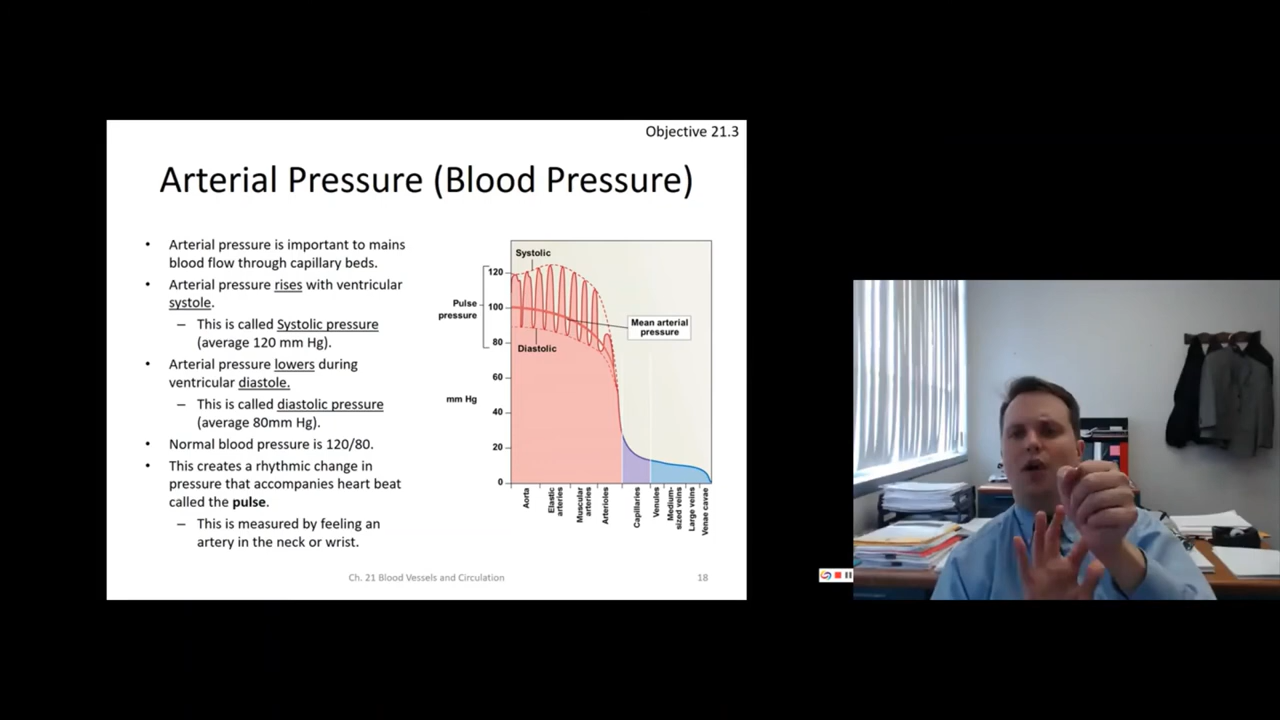 Objective 21.3
Arterial Pressure (Blood Pressure)
• Arterial pressure is important to mains
blood flow through capillary beds.
• Arterial pressure rises with ventricular
systole.
– This is called Systolic pressure
(average 120 mm Hg).
• Arterial pressure lowers during
ventricular diastole.
– This is called diastolic pressure
(average 80mm Hg).
• Normal blood pressure is 120/80.
• This creates a rhythmic change in
pressure that accompanies heart beat
called the pulse.
– This is measured by feeling an
artery in the neck or wrist.
Systolic
120
Pulse
pressure
100
Mean arterial
pressure
80
Diastolic
60
mm Hg
40
20
0
Aorta
Elastic
arteries
Muscular
arteries
Arterioles
Capillaries
Venules
Medium-
sized veins
Large veins
Venae cavae
Ch. 21 Blood Vessels and Circulation
18